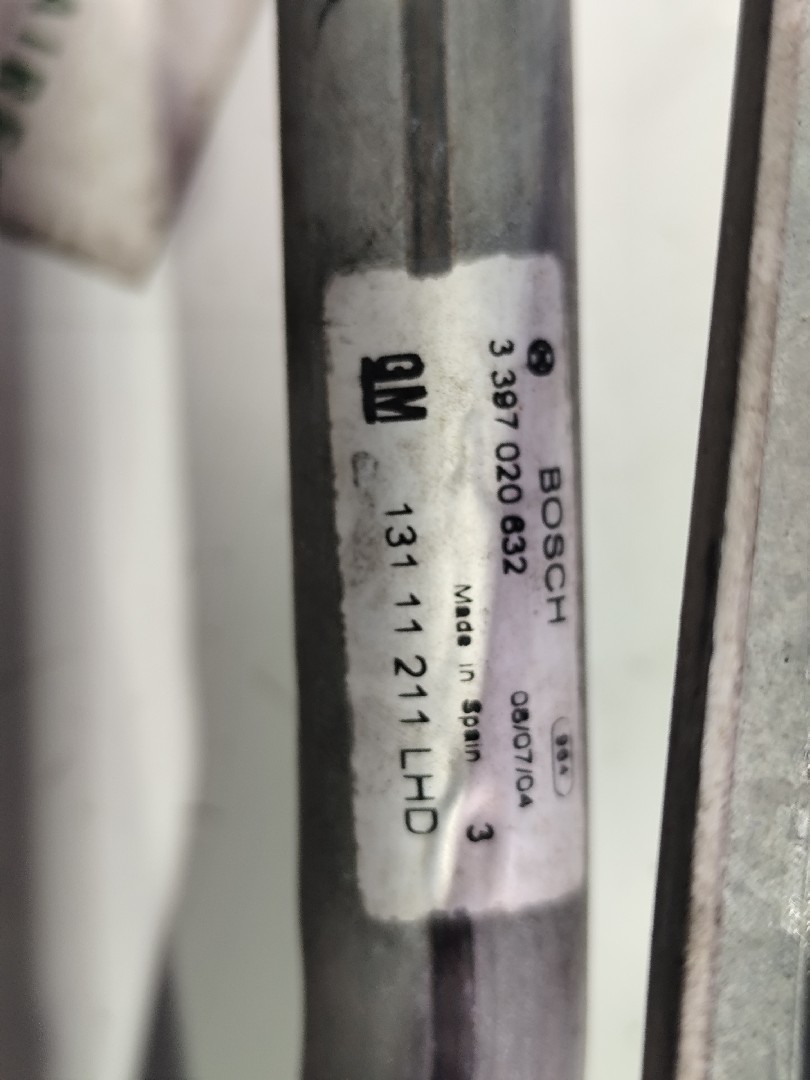 BOSCH
3 397 020 632
08/07/04
Made in Spain
3
GM
131 11 211 LHD